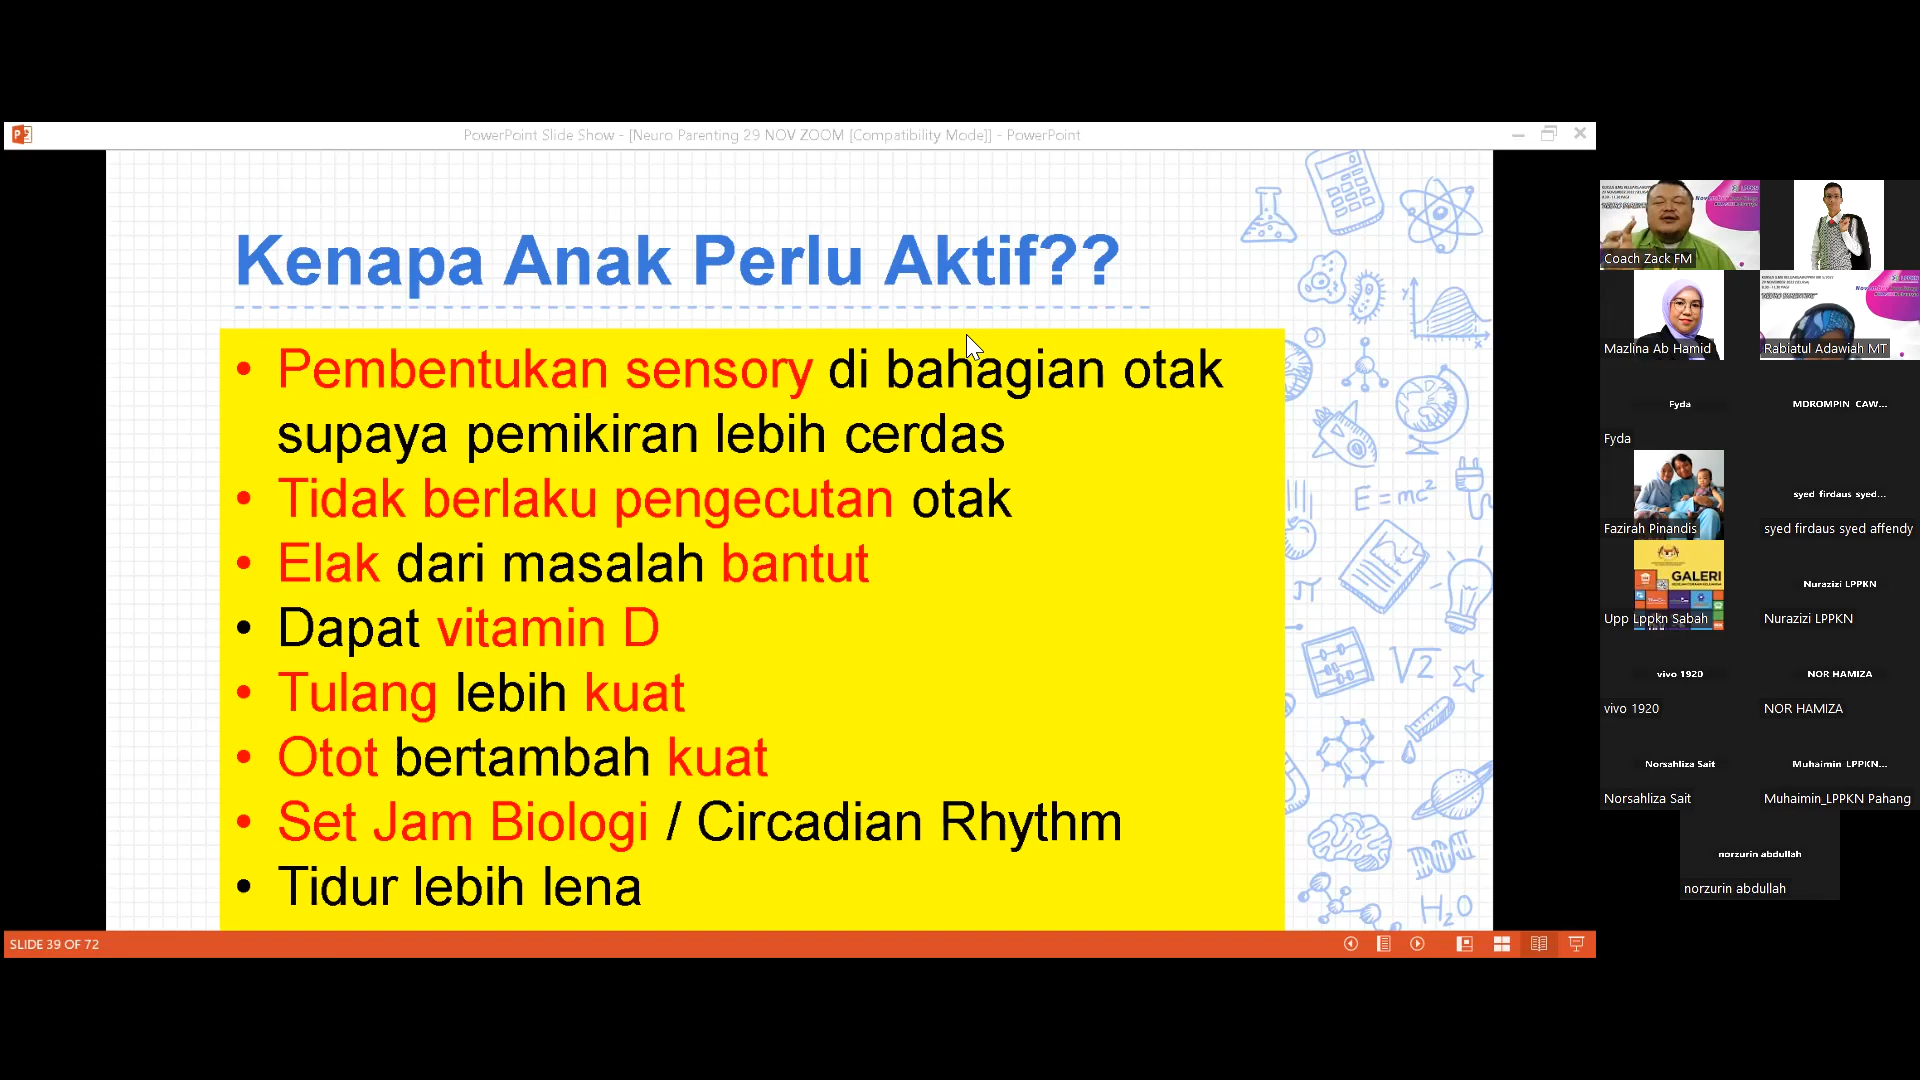 PowerPoint Slide Show - [Neuro Parenting 29 NOV ZOOM [Compatibility Mode]] - PowerPoint
Kenapa Anak Perlu Aktif??
• Pembentukan sensory di bahagian otak
supaya pemikiran lebih cerdas
• Tidak berlaku pengecutan otak
• Elak dari masalah bantut
• Dapat vitamin D
• Tulang lebih kuat
• Otot bertambah kuat
• Set Jam Biologi / Circadian Rhythm
• Tidur lebih lena
E=mc²
π
√2
H₂O
SLIDE 39 OF 72
Coach Zack FM
Mazlina Ab Hamid
Rabiatul Adawiah MT
Fyda
Fyda
MDROMPIN CAW...
Fazirah Pinandis
syed firdaus syed...
syed firdaus syed affendy
GALERI
Upp Lppkn Sabah
Nurazizi LPPKN
Nurazizi LPPKN
vivo 1920
vivo 1920
NOR HAMIZA
NOR HAMIZA
Norsahliza Sait
Norsahliza Sait
Muhaimin LPPKN...
Muhaimin_LPPKN Pahang
norzurin abdullah
norzurin abdullah